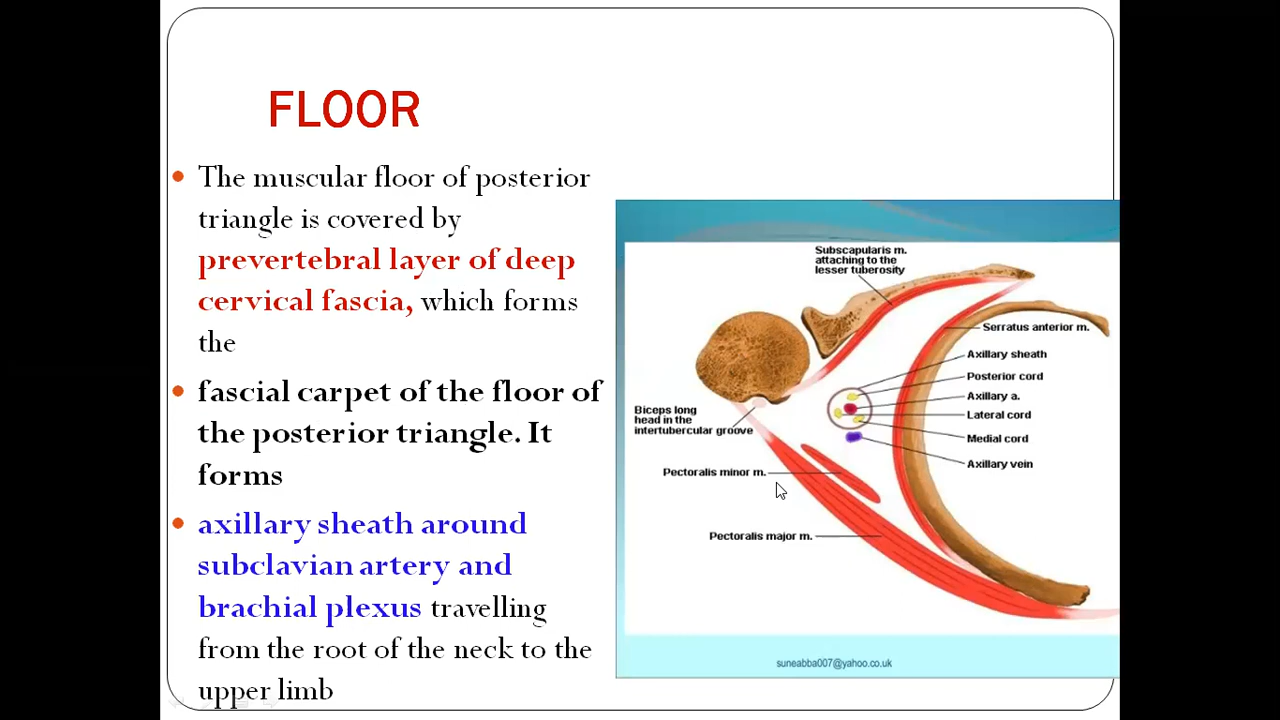 FLOOR
The muscular floor of posterior
triangle is covered by
prevertebral layer of deep
cervical fascia, which forms
the
fascial carpet of the floor of
the posterior triangle. It
forms
axillary sheath around
subclavian artery and
brachial plexus travelling
from the root of the neck to the
upper limb
Subscapularis m.
attaching to the
lesser tuberosity
Serratus anterior m.
Axillary sheath
Posterior cord
Axillary a.
Lateral cord
Medial cord
Axillary vein
Biceps long
head in the
intertubercular groove
Pectoralis minor m.
Pectoralis major m.
suneabba007@yahoo.co.uk